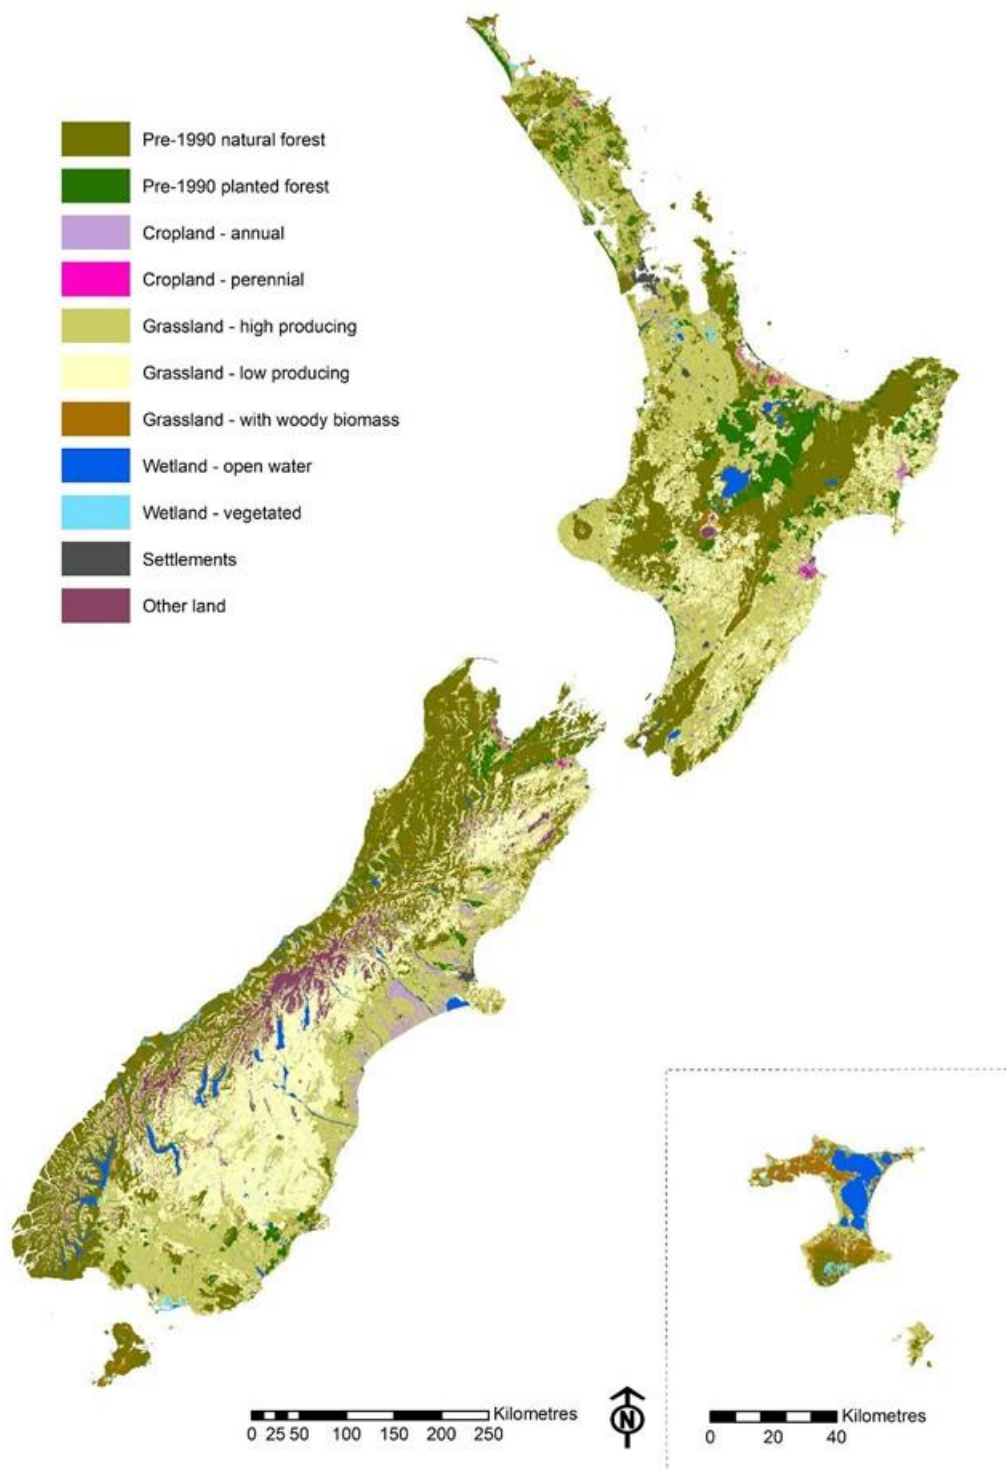 Pre-1990 natural forest
Pre-1990 planted forest
Cropland - annual
Cropland - perennial
Grassland - high producing
Grassland - low producing
Grassland - with woody biomass
Wetland - open water
Wetland - vegetated
Settlements
Other land
Kilometres
0 25 50 100 150 200 250
N
Kilometres
0 20 40